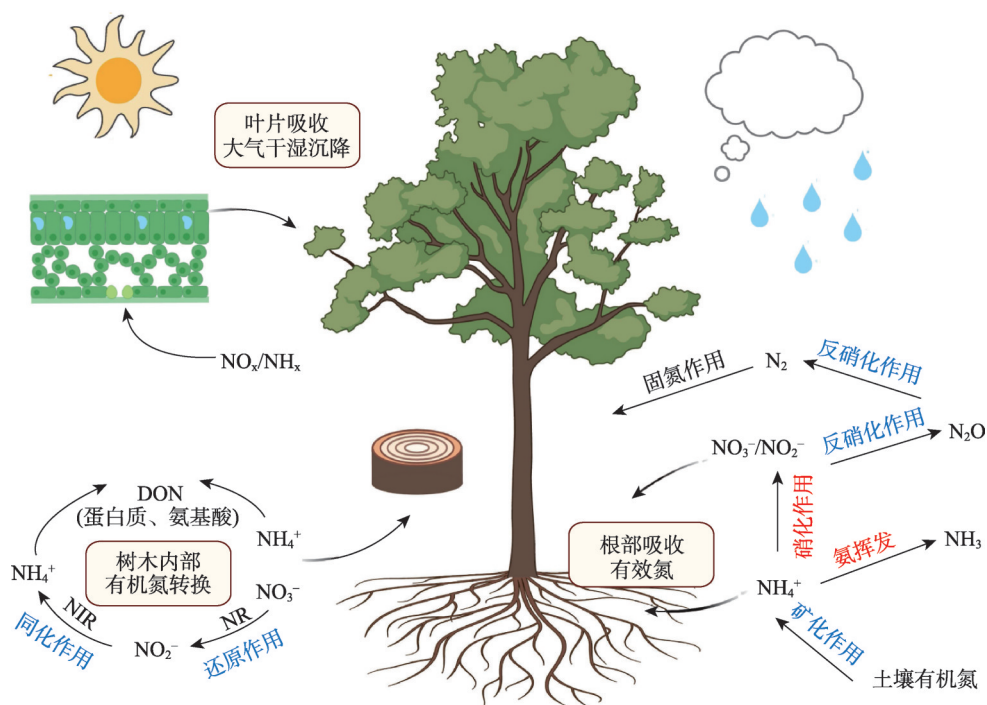 叶片吸收
大气干湿沉降
NOₓ/NHₓ
固氮作用
N₂
反硝化作用
反硝化作用
N₂O
NO₃⁻/NO₂⁻
硝化作用
氨挥发
NH₃
NH₄⁺
矿化作用
土壤有机氮
根部吸收
有效氮
DON
(蛋白质、氨基酸)
NH₄⁺
NH₄⁺
树木内部
有机氮转换
NO₃⁻
NIR
NR
NO₂⁻
同化作用
还原作用